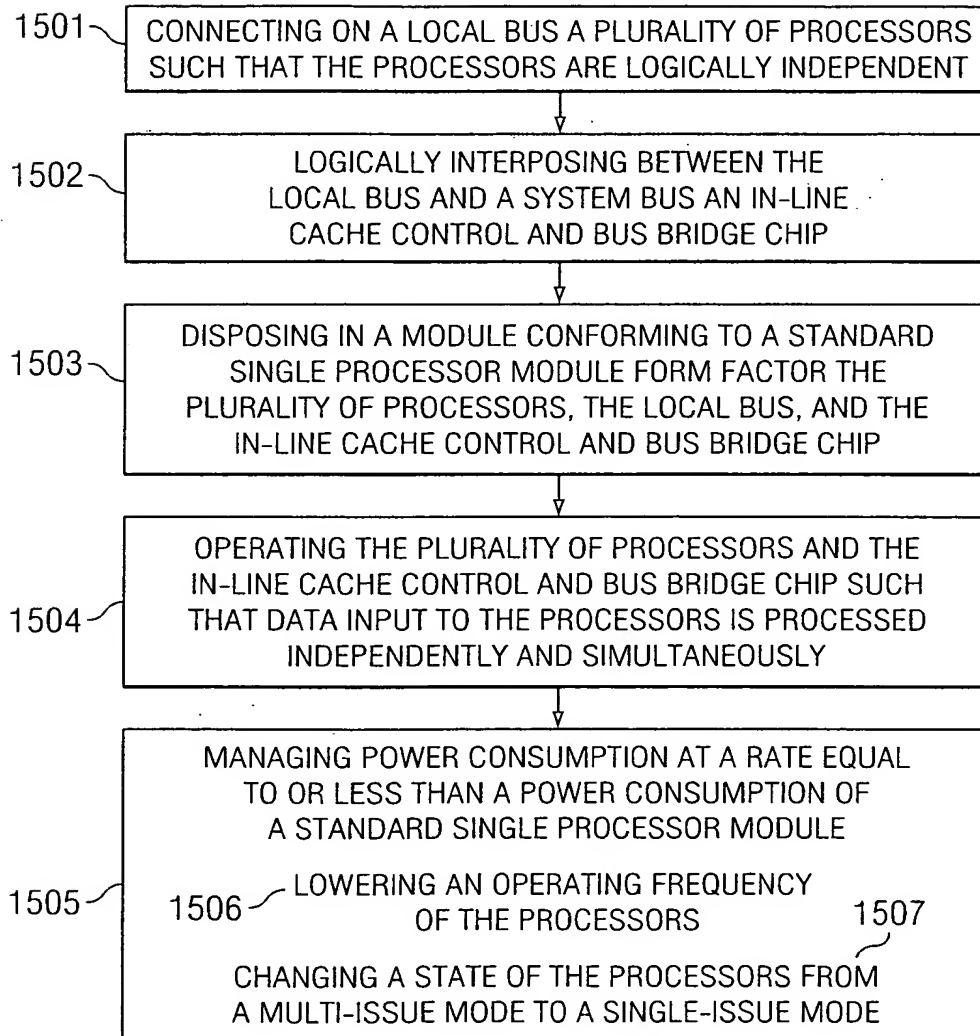 1501
CONNECTING ON A LOCAL BUS A PLURALITY OF PROCESSORS
SUCH THAT THE PROCESSORS ARE LOGICALLY INDEPENDENT
1502
LOGICALLY INTERPOSING BETWEEN THE
LOCAL BUS AND A SYSTEM BUS AN IN-LINE
CACHE CONTROL AND BUS BRIDGE CHIP
1503
DISPOSING IN A MODULE CONFORMING TO A STANDARD
SINGLE PROCESSOR MODULE FORM FACTOR THE
PLURALITY OF PROCESSORS, THE LOCAL BUS, AND THE
IN-LINE CACHE CONTROL AND BUS BRIDGE CHIP
1504
OPERATING THE PLURALITY OF PROCESSORS AND THE
IN-LINE CACHE CONTROL AND BUS BRIDGE CHIP SUCH
THAT DATA INPUT TO THE PROCESSORS IS PROCESSED
INDEPENDENTLY AND SIMULTANEOUSLY
1505
MANAGING POWER CONSUMPTION AT A RATE EQUAL
TO OR LESS THAN A POWER CONSUMPTION OF
A STANDARD SINGLE PROCESSOR MODULE
1506
LOWERING AN OPERATING FREQUENCY
OF THE PROCESSORS
1507
CHANGING A STATE OF THE PROCESSORS FROM
A MULTI-ISSUE MODE TO A SINGLE-ISSUE MODE